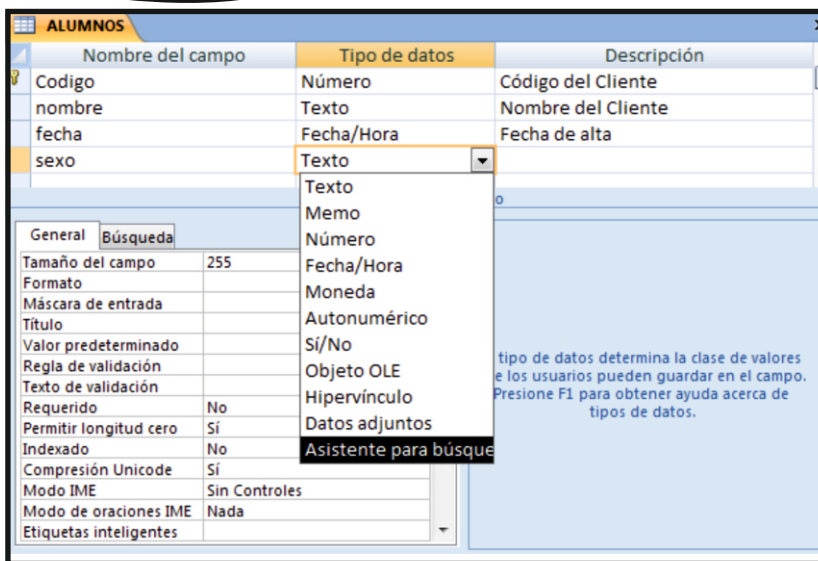 ALUMNOS
Nombre del campo Tipo de datos Descripción
Codigo Número Código del Cliente
nombre Texto Nombre del Cliente
fecha Fecha/Hora Fecha de alta
sexo Texto
Texto
Memo
Número
Fecha/Hora
Moneda
Autonumérico
Sí/No
Objeto OLE
Hipervínculo
Datos adjuntos
Asistente para búsque
General Búsqueda
Tamaño del campo 255
Formato
Máscara de entrada
Título
Valor predeterminado
Regla de validación
Texto de validación
Requerido No
Permitir longitud cero Sí
Indexado No
Compresión Unicode Sí
Modo IME Sin Controles
Modo de oraciones IME Nada
Etiquetas inteligentes
tipo de datos determina la clase de valores
e los usuarios pueden guardar en el campo.
Presione F1 para obtener ayuda acerca de
tipos de datos.